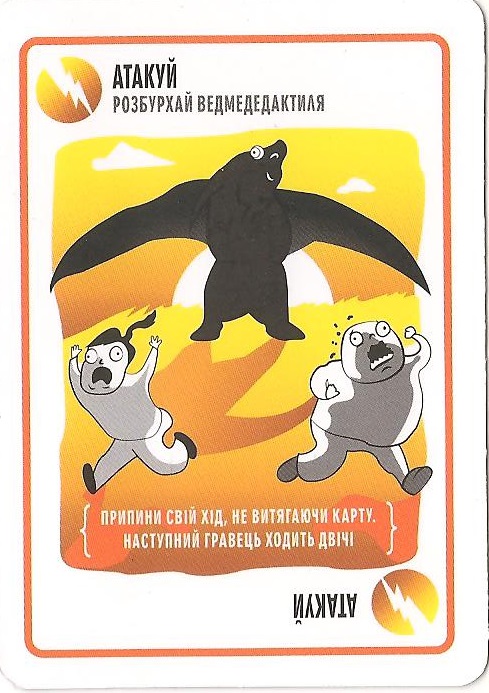 АТАКУЙ
РОЗБУРХАЙ ВЕДМЕДЕДАКТИЛЯ
ПРИПИНИ СВІЙ ХІД, НЕ ВИТЯГАЮЧИ КАРТУ.
НАСТУПНИЙ ГРАВЕЦЬ ХОДИТЬ ДВІЧІ
АТАКУЙ